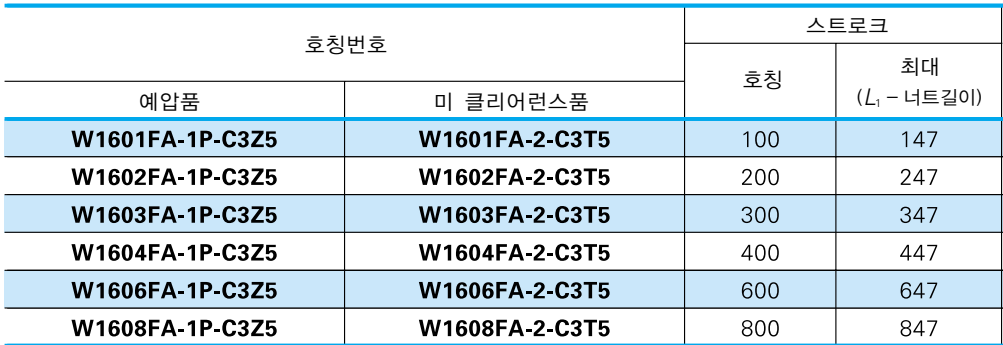 호칭번호 스트로크
예압품 미 클리어런스품 호칭 최대
(L₁ – 너트길이)
W1601FA-1P-C3Z5 W1601FA-2-C3T5 100 147
W1602FA-1P-C3Z5 W1602FA-2-C3T5 200 247
W1603FA-1P-C3Z5 W1603FA-2-C3T5 300 347
W1604FA-1P-C3Z5 W1604FA-2-C3T5 400 447
W1606FA-1P-C3Z5 W1606FA-2-C3T5 600 647
W1608FA-1P-C3Z5 W1608FA-2-C3T5 800 847